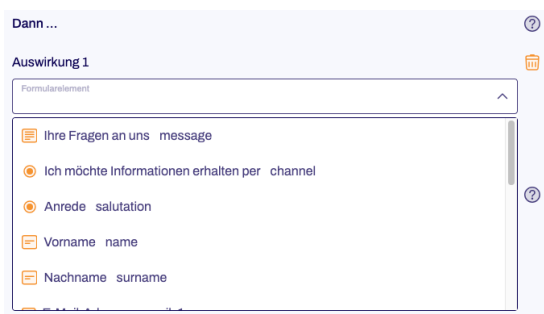 Dann ...
Auswirkung 1
Formularelement
Ihre Fragen an uns message
Ich möchte Informationen erhalten per channel
Anrede salutation
Vorname name
Nachname surname